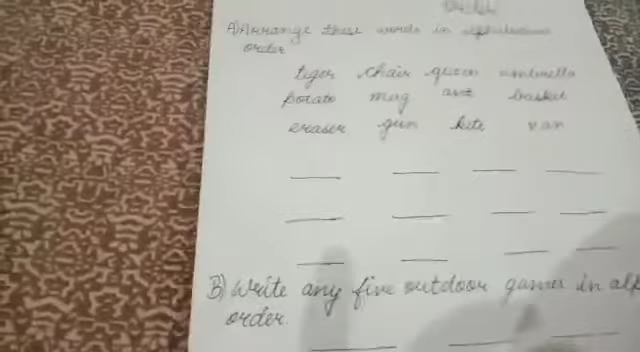 A) Arrange these words in alphabetical
order
tiger chair queen umbrella
potato mug ant basket
eraser gun kite van
B) Write any five outdoor games in alp
order.